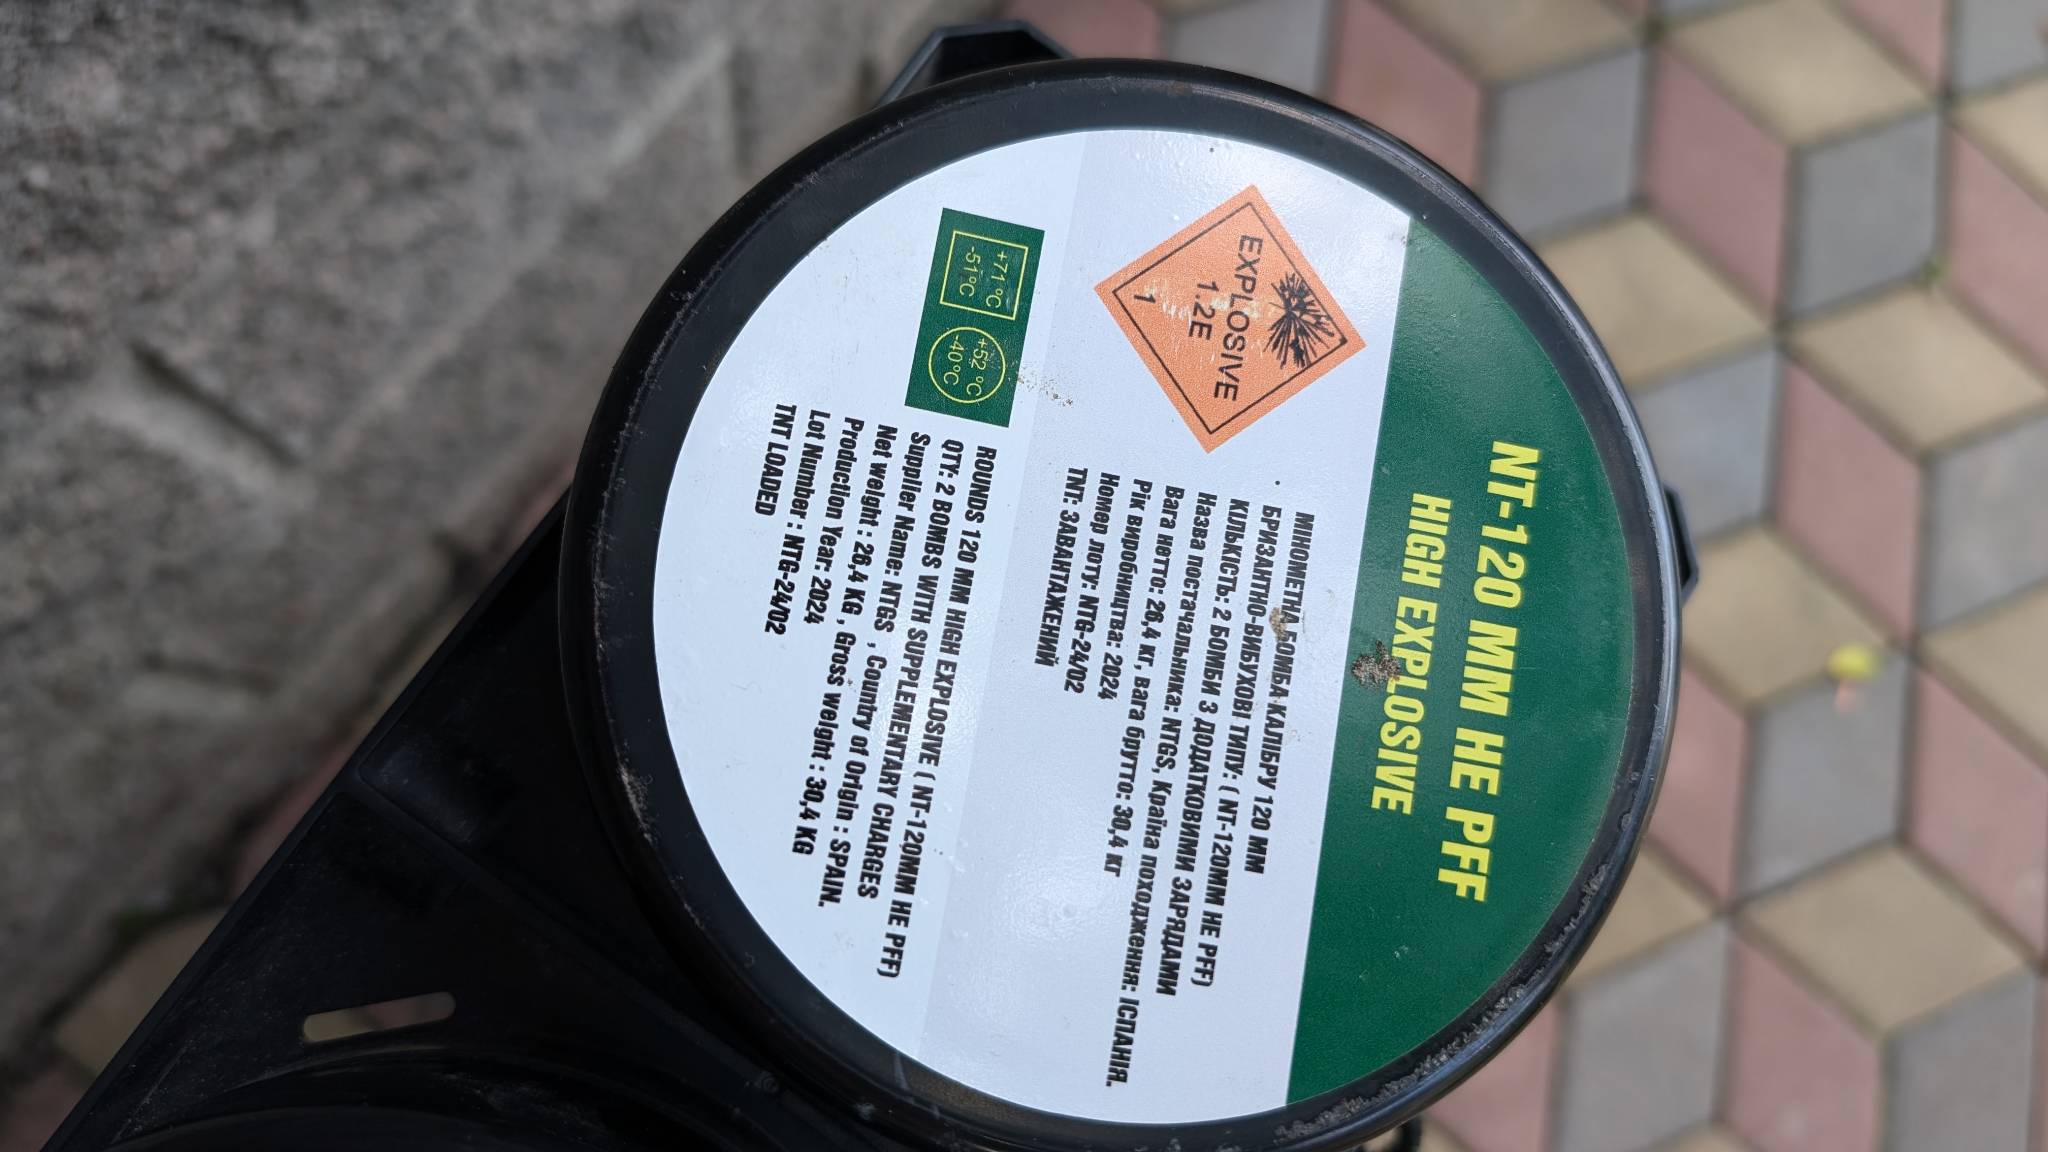 NT-120 MM HE PFF
HIGH EXPLOSIVE
EXPLOSIVE
1.2E
1
МІНОМЕТНА БОМБА КАЛІБРУ 120 ММ
БРИЗАНТНО-ВИБУХОВІ ТИПУ: ( NT-120MM HE PFF)
КІЛЬКІСТЬ: 2 БОМБИ З ДОДАТКОВИМИ ЗАРЯДАМИ
Назва постачальника: NTGS, Країна походження: ІСПАНІЯ.
Вага нетто: 26,4 кг, вага брутто: 30,4 кг
Рік виробництва: 2024
Номер лоту: NTG-24/02
TNT: ЗАВАНТАЖЕНИЙ
+71°C
-51°C
+52°C
-40°C
ROUNDS 120 MM HIGH EXPLOSIVE ( NT-120MM HE PFF)
QTY: 2 BOMBS WITH SUPPLEMENTARY CHARGES
Supplier Name: NTGS , Country of Origin : SPAIN.
Net weight : 26,4 KG , Gross weight : 30,4 KG
Production Year: 2024
Lot Number : NTG-24/02
TNT LOADED